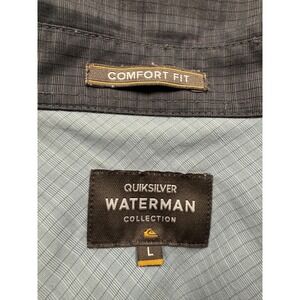 COMFORT FIT
QUIKSILVER
WATERMAN
COLLECTION
L